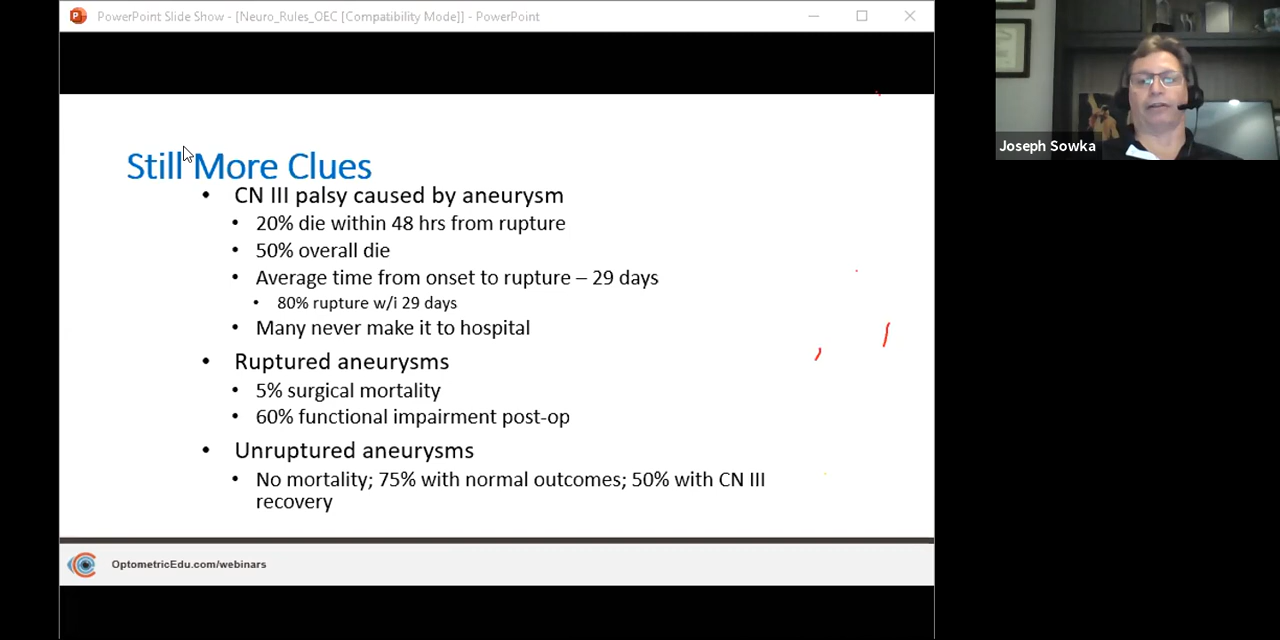 PowerPoint Slide Show - [Neuro_Rules_OEC [Compatibility Mode]] - PowerPoint
Joseph Sowka
Still More Clues
• CN III palsy caused by aneurysm
• 20% die within 48 hrs from rupture
• 50% overall die
• Average time from onset to rupture – 29 days
• 80% rupture w/i 29 days
• Many never make it to hospital
• Ruptured aneurysms
• 5% surgical mortality
• 60% functional impairment post-op
• Unruptured aneurysms
• No mortality; 75% with normal outcomes; 50% with CN III
recovery
OptometricEdu.com/webinars